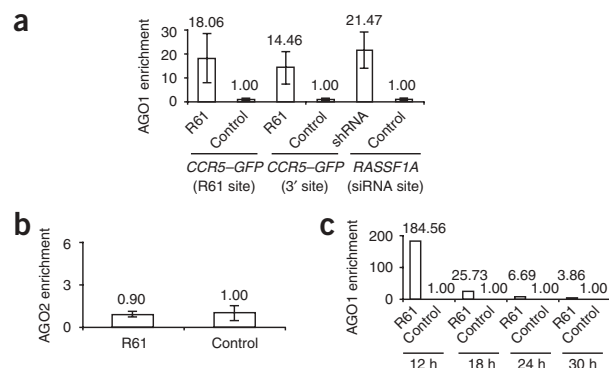 a
AGO1 enrichment
30
20
10
0
18.06
1.00
14.46
1.00
21.47
1.00
R61
Control
R61
Control
shRNA
Control
CCR5–GFP
(R61 site)
CCR5–GFP
(3′ site)
RASSF1A
(siRNA site)
b
AGO2 enrichment
6
3
0
0.90
1.00
R61
Control
c
AGO1 enrichment
200
100
0
184.56
1.00
25.73
1.00
6.69
1.00
3.86
1.00
R61
Control
R61
Control
R61
Control
R61
Control
12 h
18 h
24 h
30 h